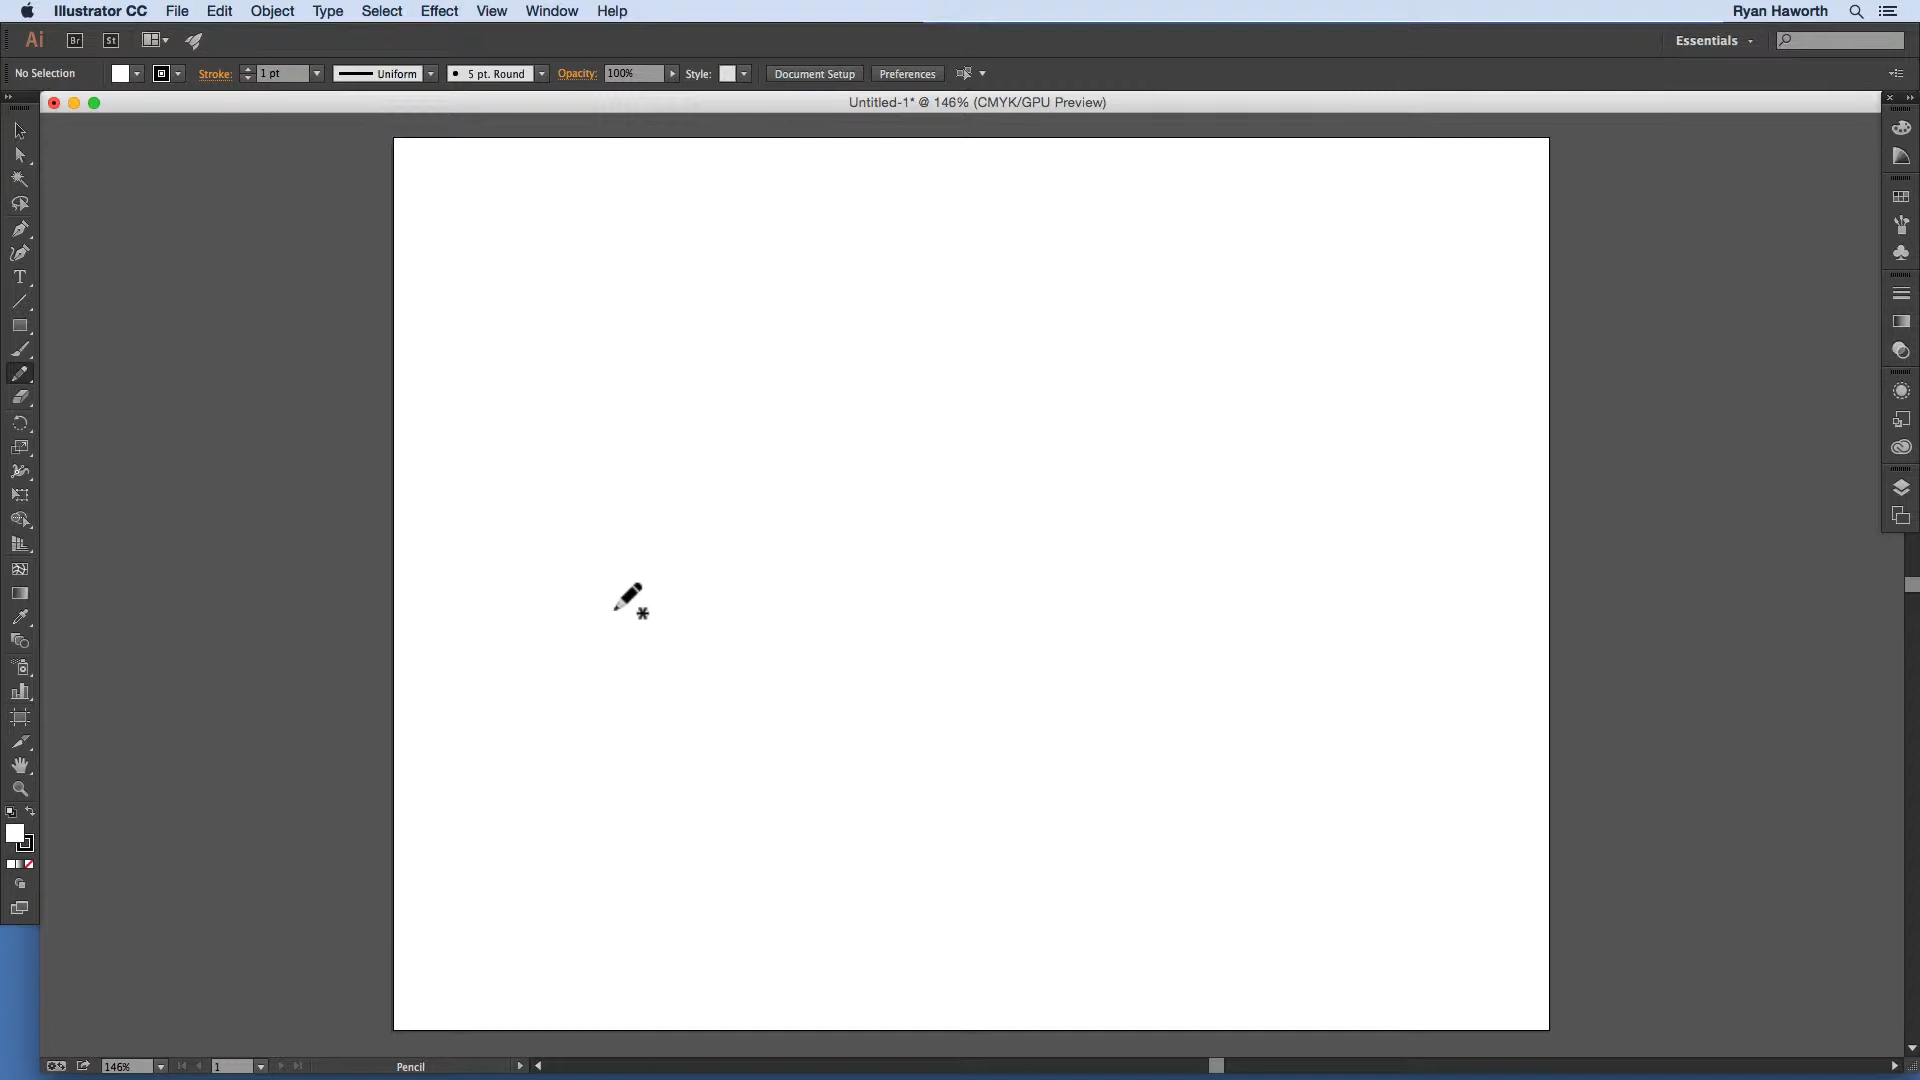 Illustrator CC File Edit Object Type Select Effect View Window Help Ryan Haworth
Ai Br St Essentials
No Selection Stroke: 1 pt Uniform 5 pt. Round Opacity: 100% Style: Document Setup Preferences
Untitled-1* @ 146% (CMYK/GPU Preview)
T
146% 1 Pencil